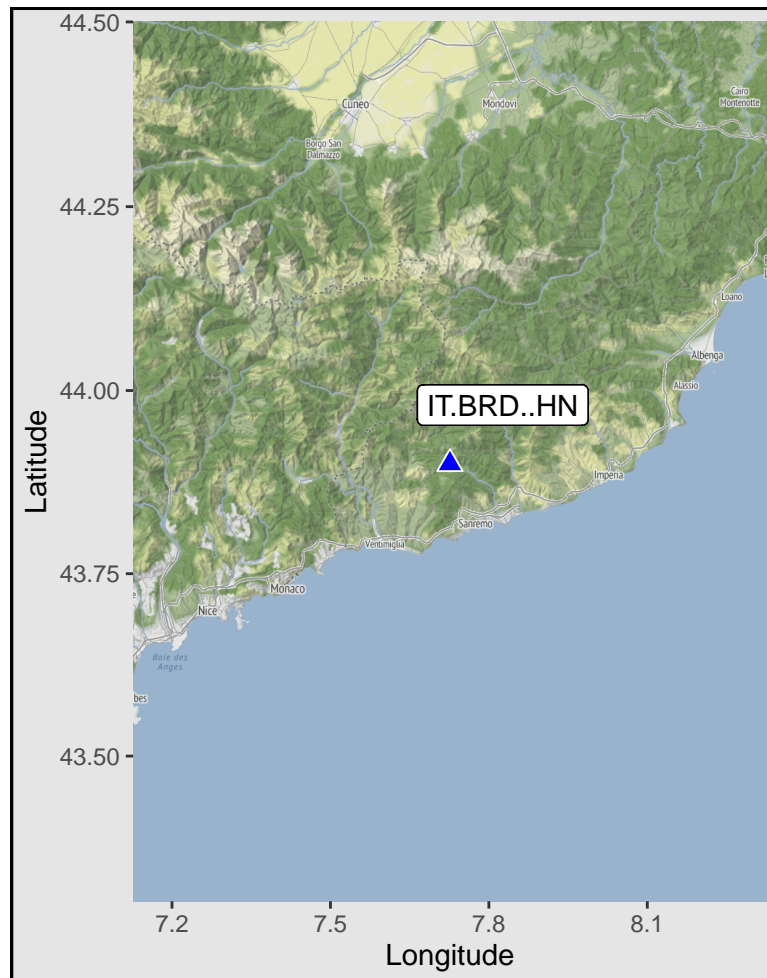 44.50
Cuneo
Mondovì
Cairo
Montenotte
Borgo San
Dalmazzo
44.25
Loano
Albenga
44.00
Alassio
IT.BRD..HN
Latitude
Imperia
Sanremo
Ventimiglia
43.75
Monaco
Nice
Baie des
Anges
bes
43.50
7.2
7.5
7.8
8.1
Longitude